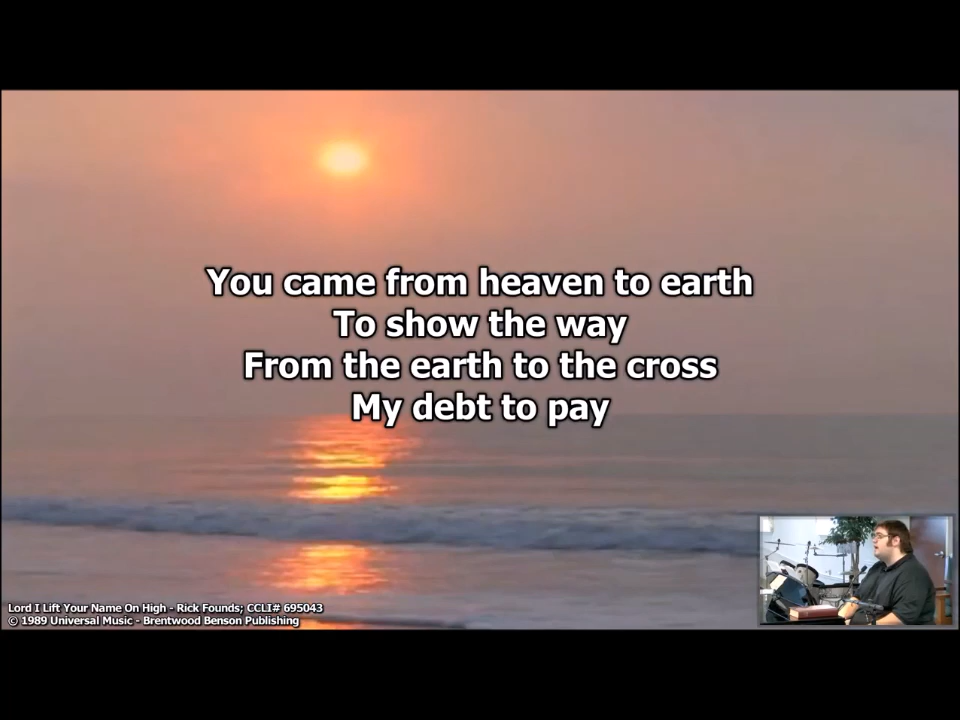 You came from heaven to earth
To show the way
From the earth to the cross
My debt to pay
Lord I Lift Your Name On High - Rick Founds; CCLI# 695043
© 1989 Universal Music - Brentwood Benson Publishing